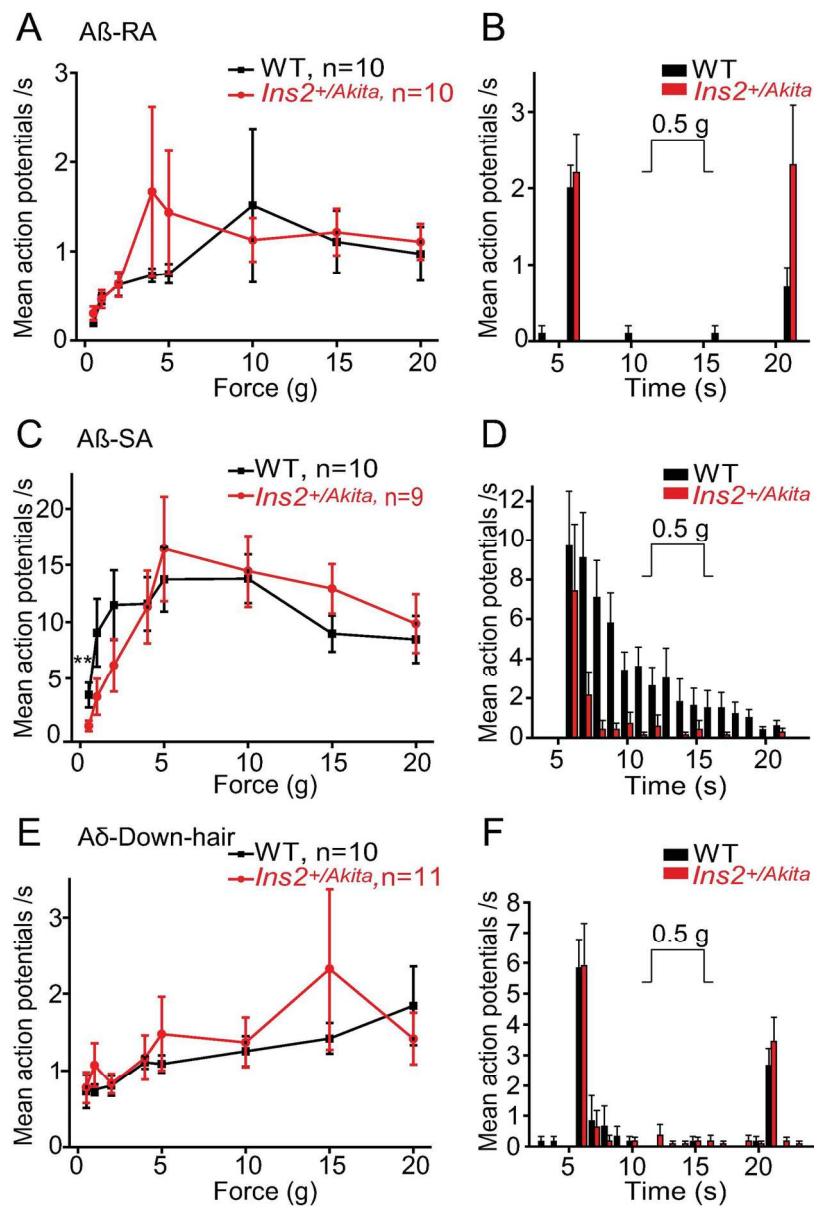 A Aß-RA
WT, n=10
Ins2+/Akita, n=10
3
2
1
0
Mean action potentials /s
0 5 10 15 20
Force (g)
B
WT
Ins2+/Akita
0.5 g
3
2
1
0
Mean action potentials /s
5 10 15 20
Time (s)
C Aß-SA
WT, n=10
Ins2+/Akita, n=9
20
15
10
5
0
**
Mean action potentials /s
0 5 10 15 20
Force (g)
D
WT
Ins2+/Akita
0.5 g
12
10
8
6
4
2
0
Mean action potentials /s
5 10 15 20
Time (s)
E Aδ-Down-hair
WT, n=10
Ins2+/Akita,n=11
3
2
1
0
Mean action potentials /s
0 5 10 15 20
Force (g)
F
WT
Ins2+/Akita
0.5 g
8
7
6
5
4
3
2
1
0
Mean action potentials /s
5 10 15 20
Time (s)